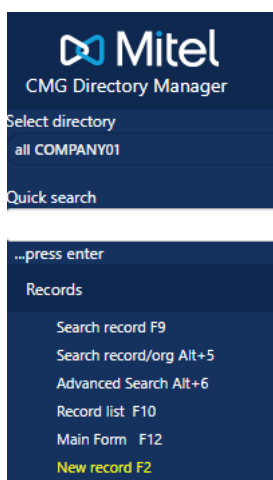 Mitel
CMG Directory Manager
Select directory
all COMPANY01
Quick search
...press enter
Records
Search record F9
Search record/org Alt+5
Advanced Search Alt+6
Record list F10
Main Form F12
New record F2